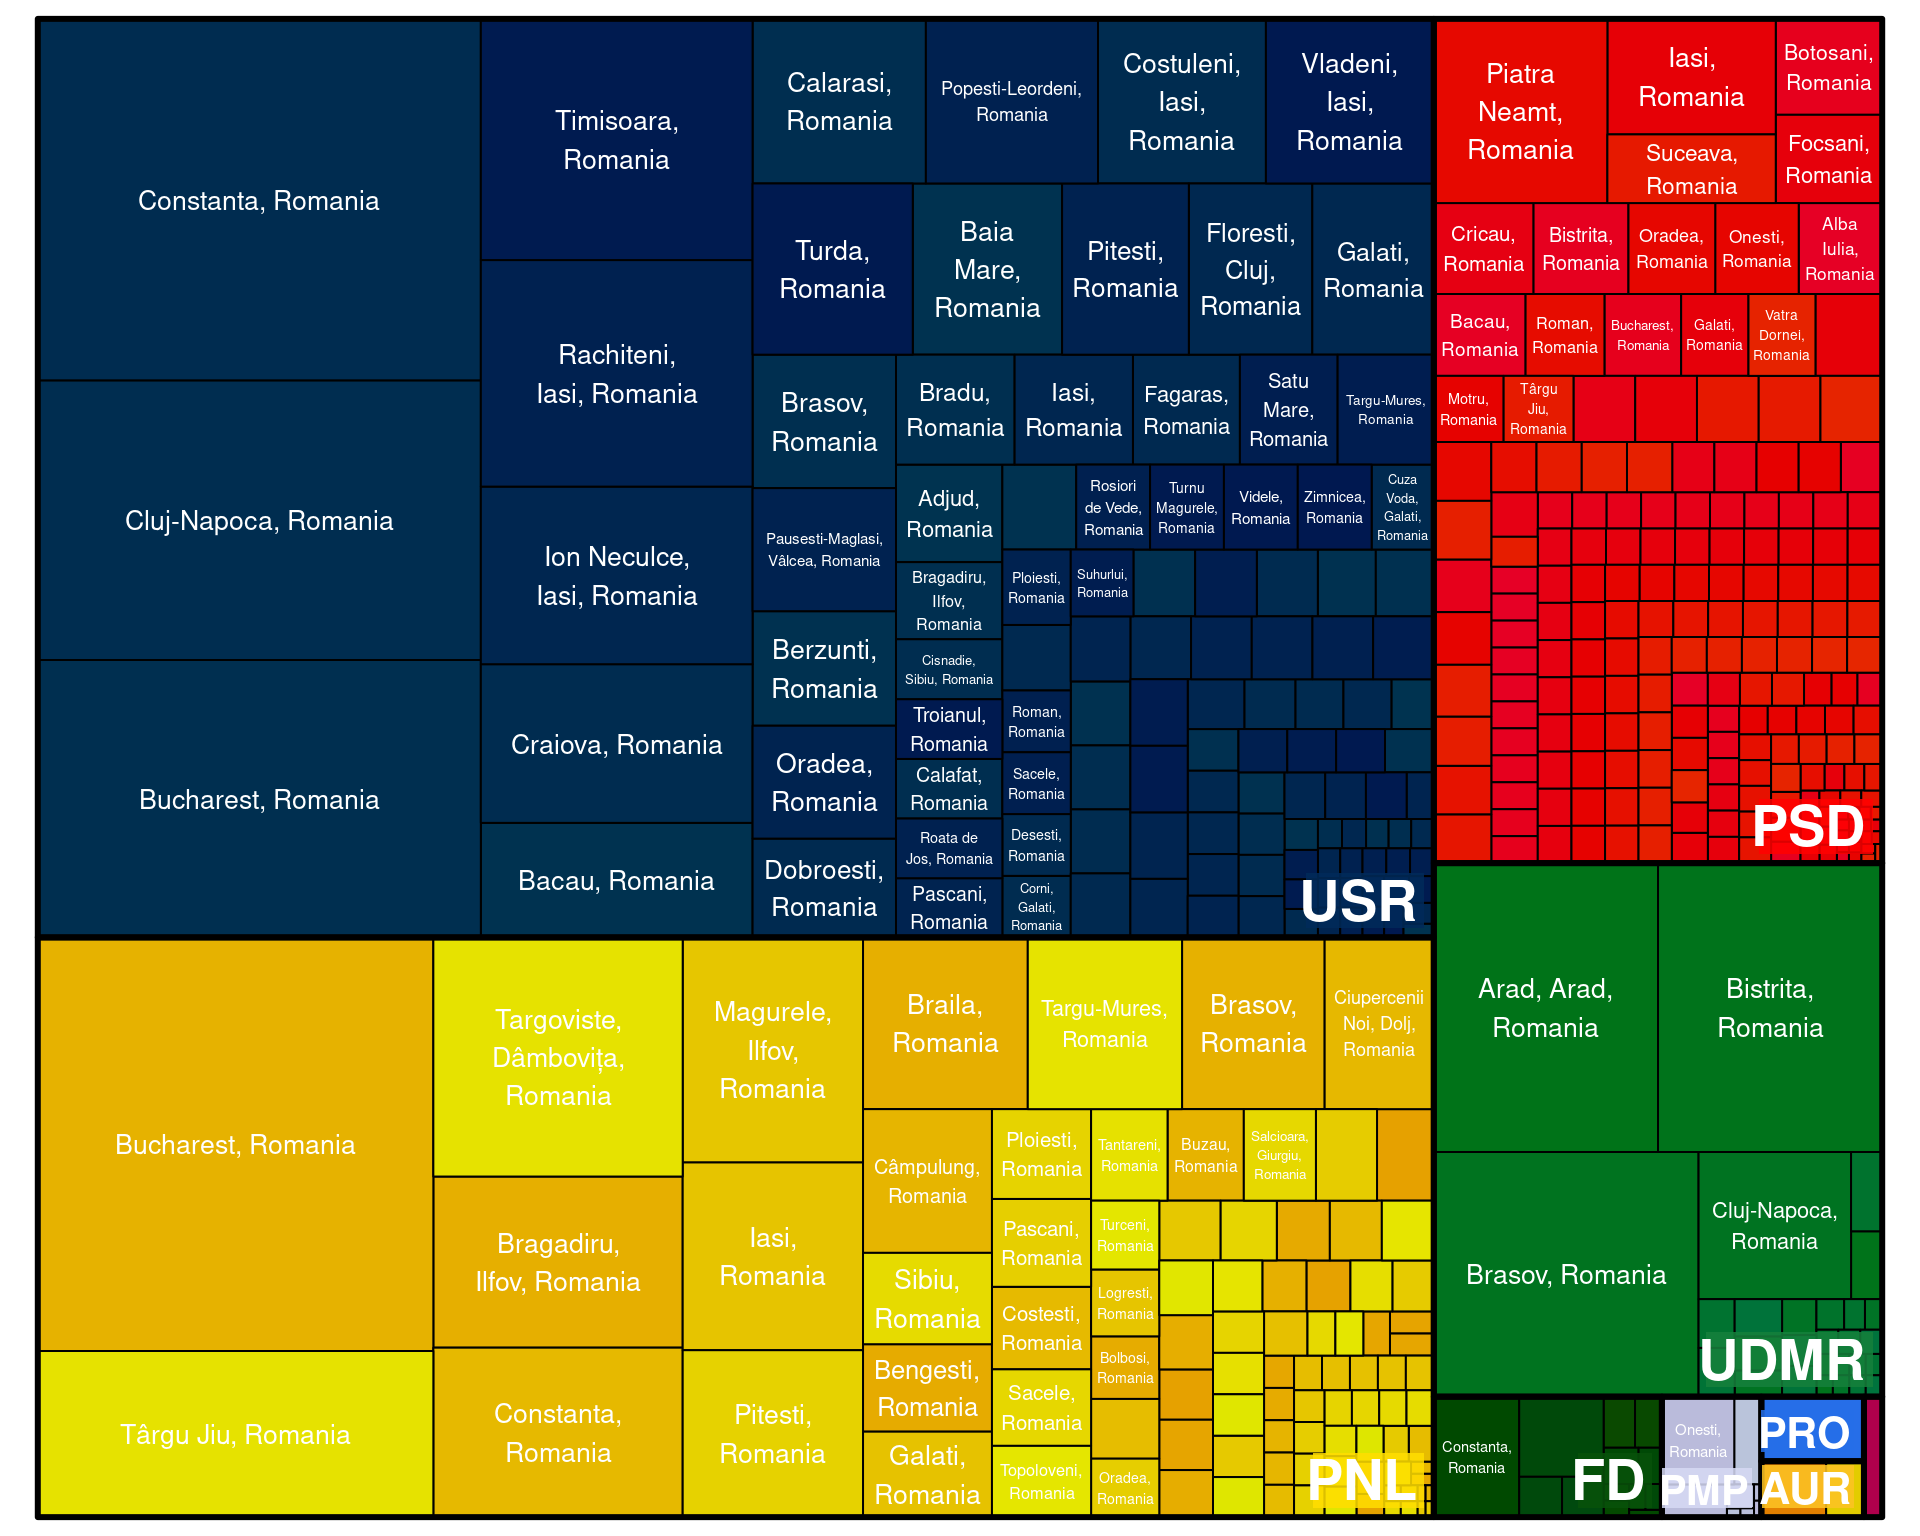 Constanta, Romania
Cluj-Napoca, Romania
Bucharest, Romania
Timisoara,
Romania
Rachiteni,
Iasi, Romania
Ion Neculce,
Iasi, Romania
Craiova, Romania
Bacau, Romania
Calarasi,
Romania
Popesti-Leordeni,
Romania
Costuleni,
Iasi,
Romania
Vladeni,
Iasi,
Romania
Turda,
Romania
Baia
Mare,
Romania
Pitesti,
Romania
Floresti,
Cluj,
Romania
Galati,
Romania
Brasov,
Romania
Pausesti-Maglasi,
Vâlcea, Romania
Berzunti,
Romania
Oradea,
Romania
Dobroesti,
Romania
Bradu,
Romania
Iasi,
Romania
Fagaras,
Romania
Satu
Mare,
Romania
Targu-Mures,
Romania
Adjud,
Romania
Bragadiru,
Ilfov,
Romania
Cisnadie,
Sibiu, Romania
Troianul,
Romania
Calafat,
Romania
Roata de
Jos, Romania
Pascani,
Romania
Rosiori
de Vede,
Romania
Turnu
Magurele,
Romania
Videle,
Romania
Zimnicea,
Romania
Cuza
Voda,
Galati,
Romania
Ploiesti,
Romania
Suhurlui,
Romania
Roman,
Romania
Sacele,
Romania
Desesti,
Romania
Corni,
Galati,
Romania
USR
Piatra
Neamt,
Romania
Iasi,
Romania
Suceava,
Romania
Botosani,
Romania
Focsani,
Romania
Cricau,
Romania
Bistrita,
Romania
Oradea,
Romania
Onesti,
Romania
Alba
Iulia,
Romania
Bacau,
Romania
Roman,
Romania
Bucharest,
Romania
Galati,
Romania
Vatra
Dornei,
Romania
Motru,
Romania
Târgu
Jiu,
Romania
PSD
Bucharest, Romania
Târgu Jiu, Romania
Targoviste,
Dâmbovița,
Romania
Bragadiru,
Ilfov, Romania
Constanta,
Romania
Magurele,
Ilfov,
Romania
Iasi,
Romania
Pitesti,
Romania
Braila,
Romania
Targu-Mures,
Romania
Brasov,
Romania
Ciupercenii
Noi, Dolj,
Romania
Câmpulung,
Romania
Sibiu,
Romania
Bengesti,
Romania
Galati,
Romania
Ploiesti,
Romania
Pascani,
Romania
Costesti,
Romania
Sacele,
Romania
Topoloveni,
Romania
Tantareni,
Romania
Buzau,
Romania
Salcioara,
Giurgiu,
Romania
Turceni,
Romania
Logresti,
Romania
Bolbosi,
Romania
Oradea,
Romania
PNL
Arad, Arad,
Romania
Bistrita,
Romania
Brasov, Romania
Cluj-Napoca,
Romania
UDMR
Constanta,
Romania
FD
Onesti,
Romania
PMP
PRO
AUR